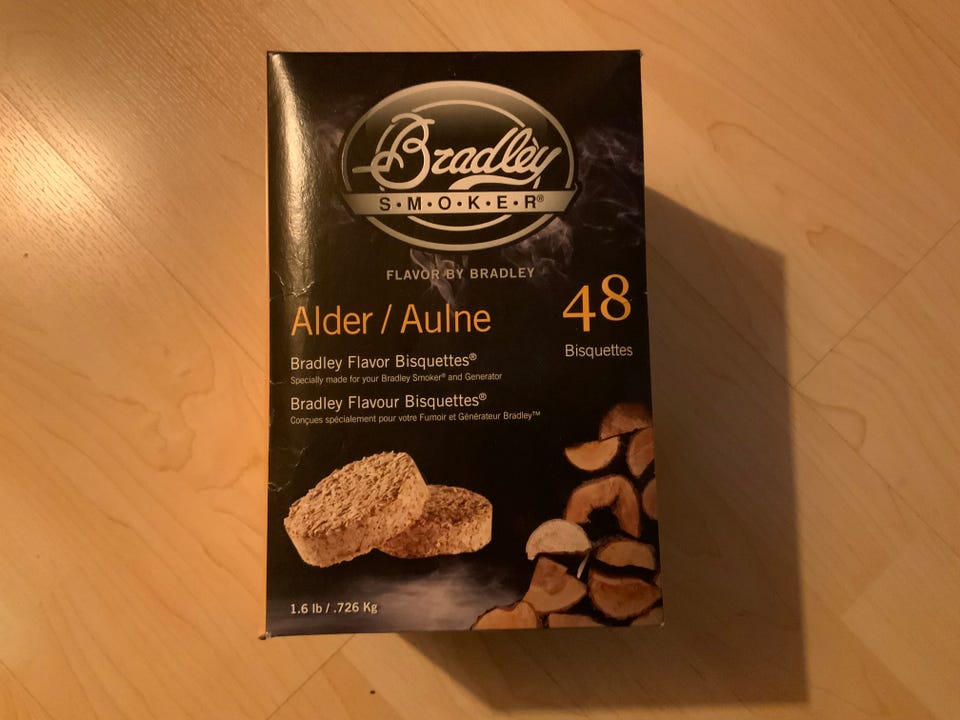 Bradley
S•M•O•K•E•R®
FLAVOR BY BRADLEY
Alder / Aulne
48
Bisquettes
Bradley Flavor Bisquettes®
Specially made for your Bradley Smoker® and Generator
Bradley Flavour Bisquettes®
Conçues spécialement pour votre Fumoir et Générateur Bradley™
1.6 lb / .726 Kg